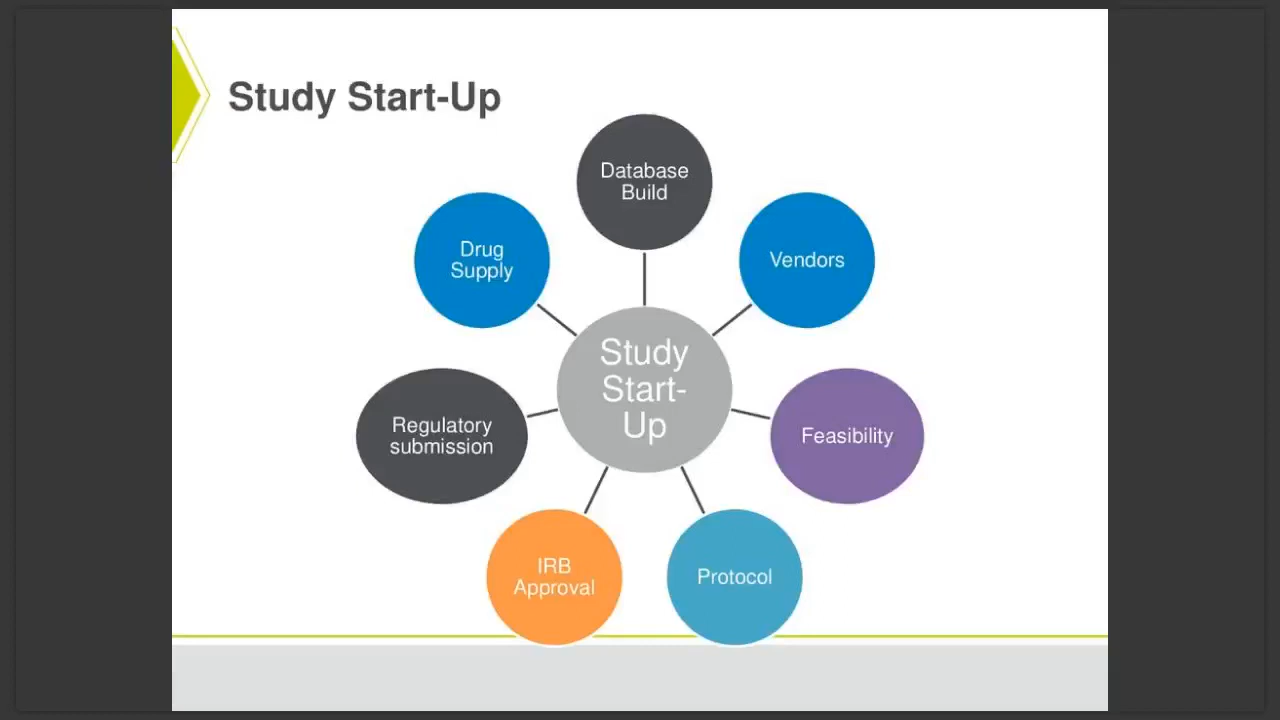 Study Start-Up
Database
Build
Drug
Supply
Vendors
Study
Start-
Up
Regulatory
submission
Feasibility
IRB
Approval
Protocol